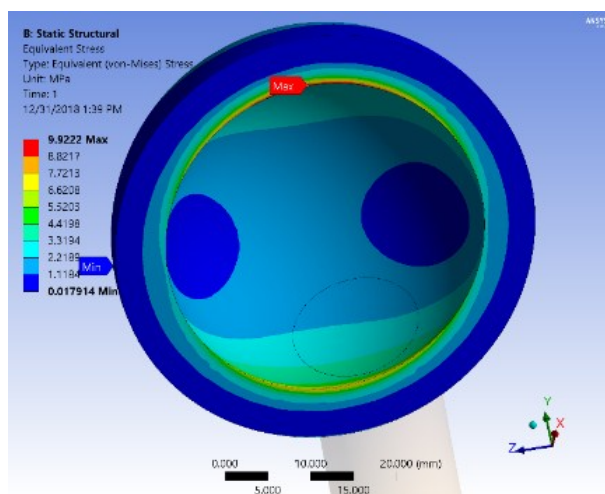 ANSYS
B: Static Structural
Equivalent Stress
Type: Equivalent (von-Mises) Stress
Unit: MPa
Time: 1
12/31/2018 1:39 PM
9.9222 Max
8.8217
7.7213
6.6208
5.5203
4.4198
3.3194
2.2189
1.1184
0.017914 Min
Max
Min
Y
X
Z
0.000 10.000 20.000 (mm)
5.000 15.000